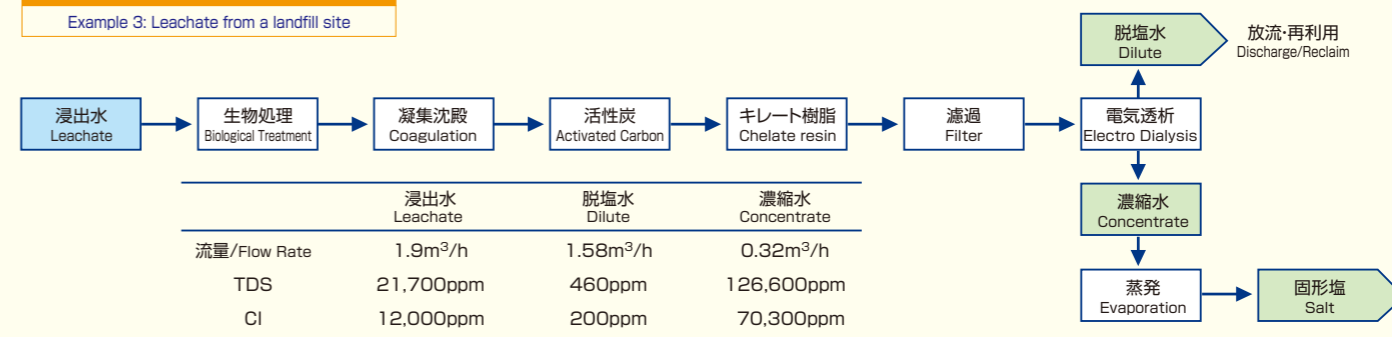 Example 3: Leachate from a landfill site
脱塩水
Dilute
放流・再利用
Discharge/Reclaim
浸出水
Leachate
生物処理
Biological Treatment
凝集沈殿
Coagulation
活性炭
Activated Carbon
キレート樹脂
Chelate resin
濾過
Filter
電気透析
Electro Dialysis
濃縮水
Concentrate
蒸発
Evaporation
固形塩
Salt
浸出水 脱塩水 濃縮水
Leachate Dilute Concentrate
流量/Flow Rate 1.9m³/h 1.58m³/h 0.32m³/h
TDS 21,700ppm 460ppm 126,600ppm
Cl 12,000ppm 200ppm 70,300ppm